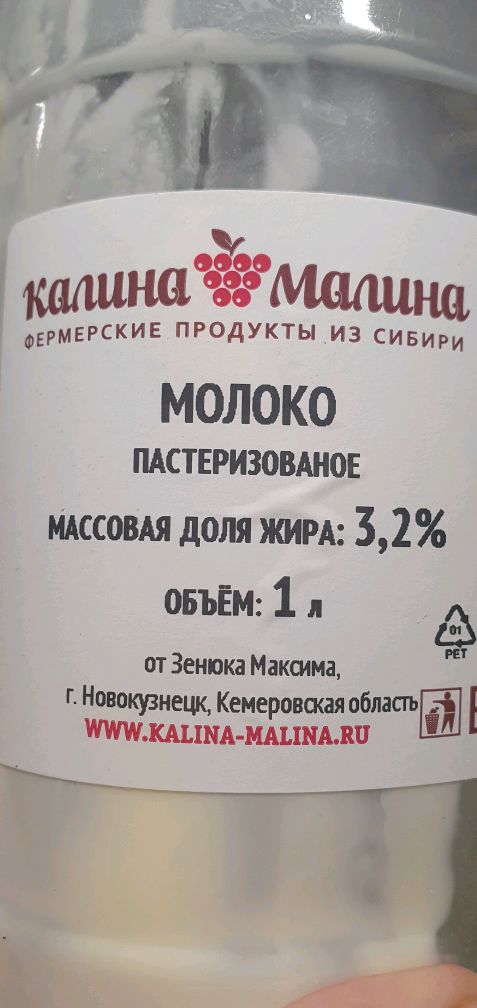 Калина Малина
ФЕРМЕРСКИЕ ПРОДУКТЫ ИЗ СИБИРИ
МОЛОКО
ПАСТЕРИЗОВАНОЕ
МАССОВАЯ ДОЛЯ ЖИРА: 3,2%
ОБЪЁМ: 1 л
01
PET
от Зенюка Максима,
г. Новокузнецк, Кемеровская область
WWW.KALINA-MALINA.RU